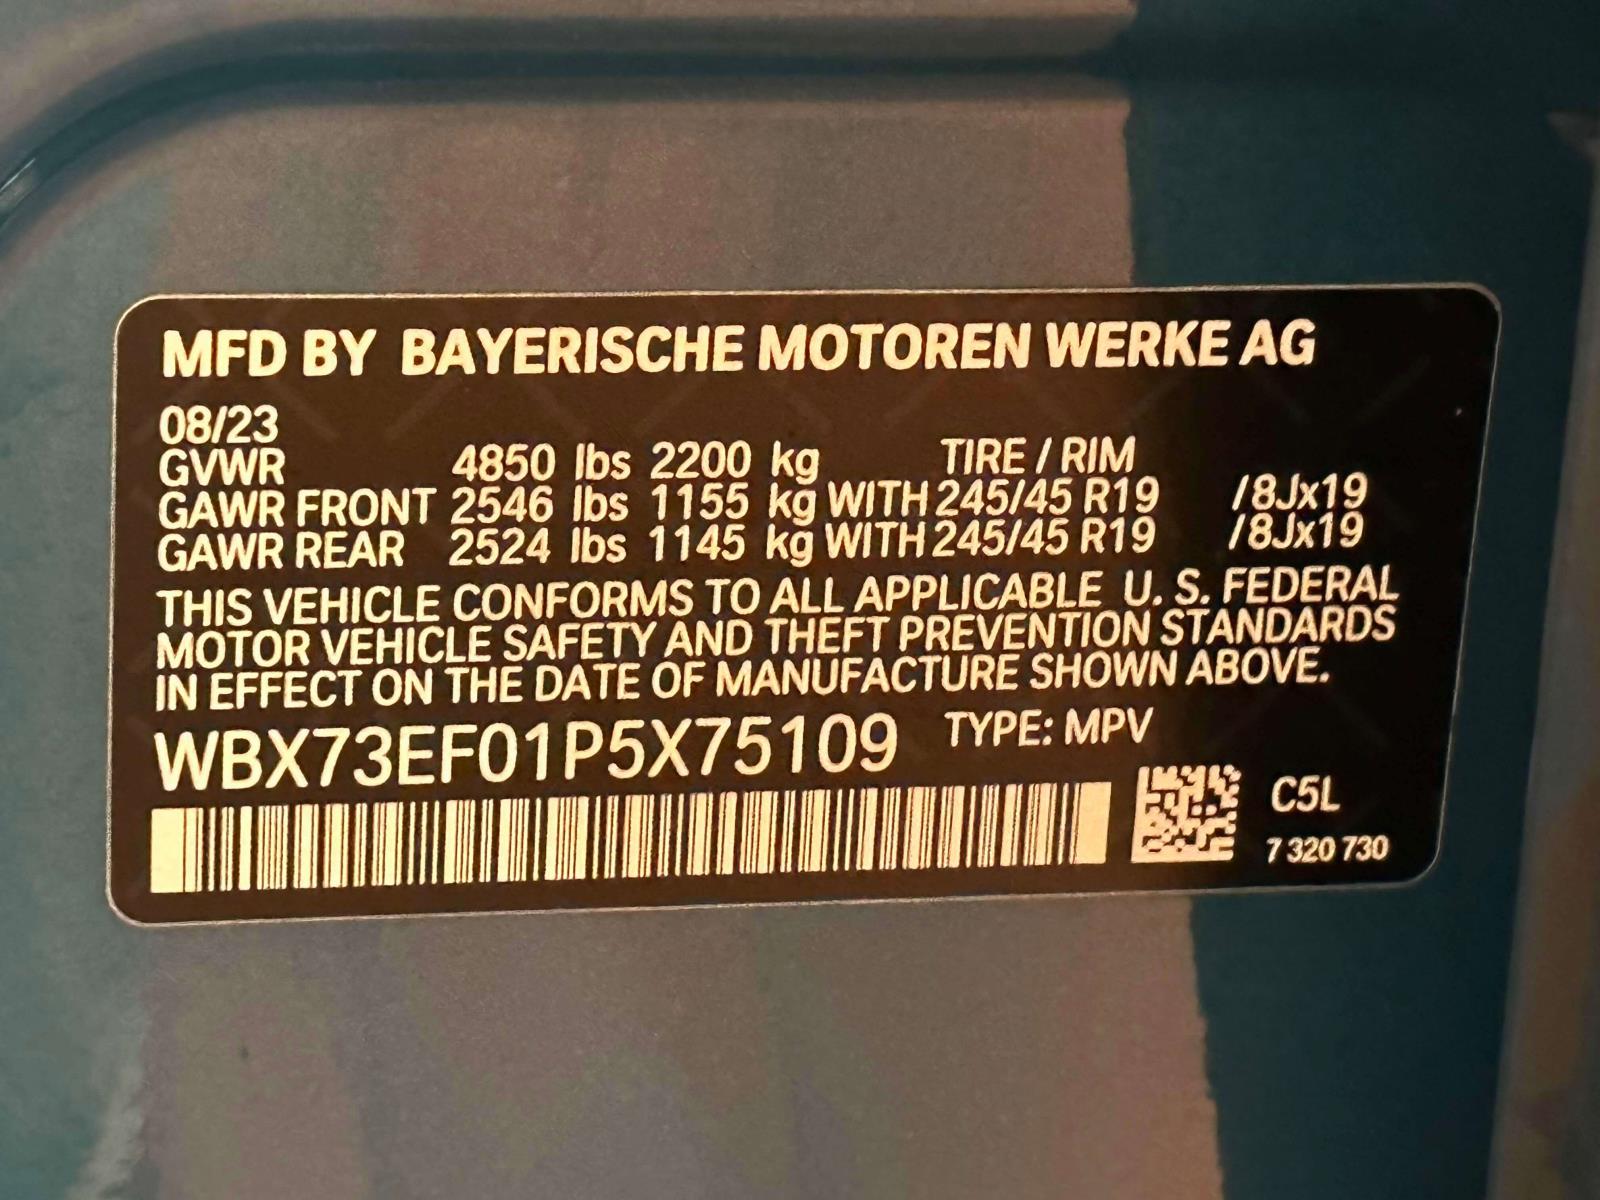 MFD BY BAYERISCHE MOTOREN WERKE AG
08/23
GVWR 4850 lbs 2200 kg TIRE / RIM
GAWR FRONT 2546 lbs 1155 kg WITH 245/45 R19 /8Jx19
GAWR REAR 2524 lbs 1145 kg WITH 245/45 R19 /8Jx19
THIS VEHICLE CONFORMS TO ALL APPLICABLE U. S. FEDERAL
MOTOR VEHICLE SAFETY AND THEFT PREVENTION STANDARDS
IN EFFECT ON THE DATE OF MANUFACTURE SHOWN ABOVE.
WBX73EF01P5X75109 TYPE: MPV
C5L
7 320 730